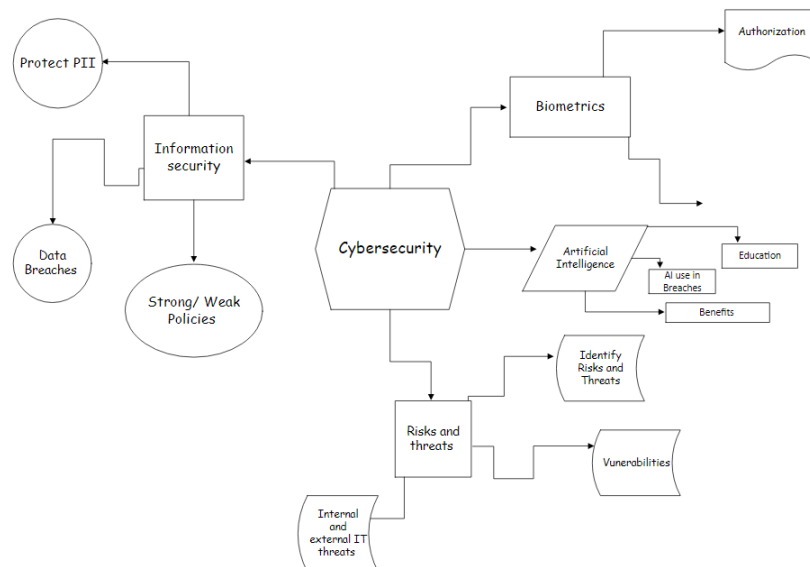 Protect PII
Authorization
Biometrics
Information
security
Cybersecurity
Artificial
Intelligence
Education
AI use in
Breaches
Benefits
Data
Breaches
Strong/ Weak
Policies
Identify
Risks and
Threats
Risks and
threats
Vunerabilities
Internal
and
external IT
threats